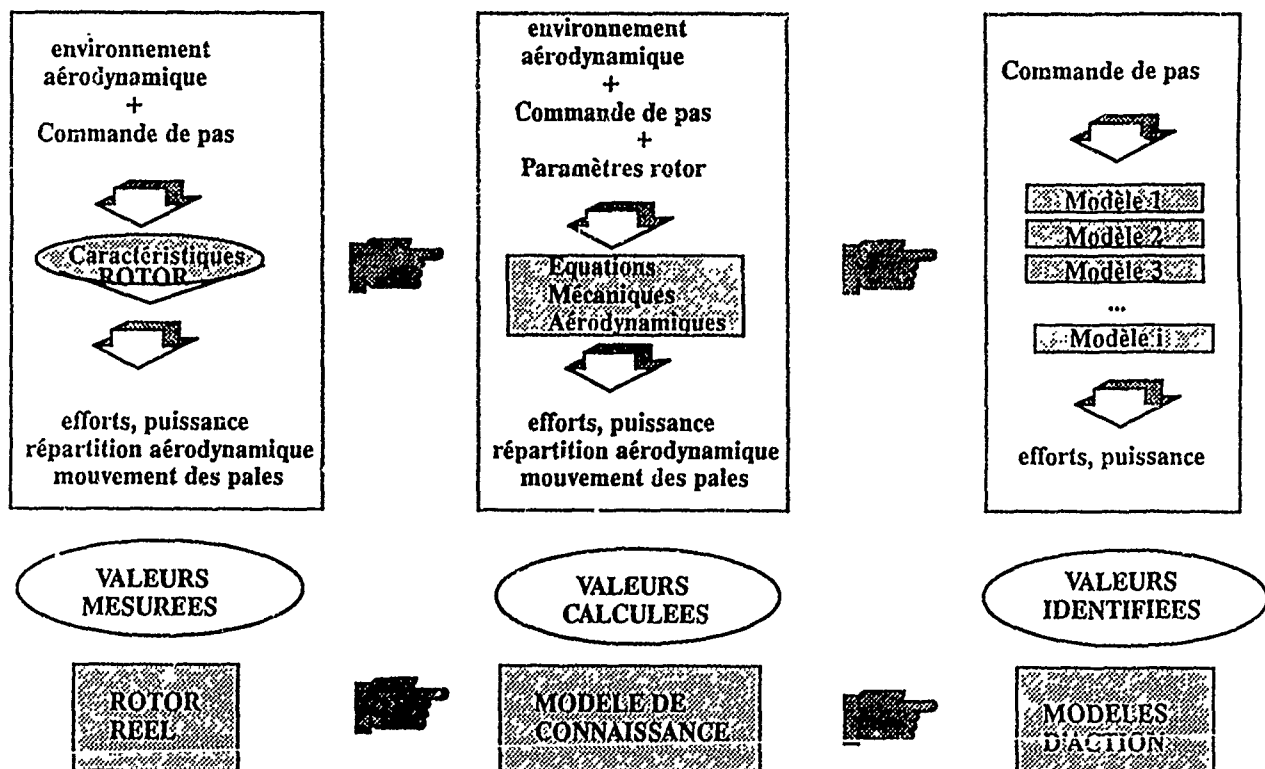 environnement
aérodynamique
+
Commande de pas
Caractéristiques
ROTOR
efforts, puissance
répartition aérodynamique
mouvement des pales
VALEURS
MESUREES
ROTOR
REEL
environnement
aérodynamique
+
Commande de pas
+
Paramètres rotor
Equations
Mécaniques
Aérodynamiques
efforts, puissance
répartition aérodynamique
mouvement des pales
VALEURS
CALCULEES
MODELE DE
CONNAISSANCE
Commande de pas
Modèle 1
Modèle 2
Modèle 3
...
Modèle i
efforts, puissance
VALEURS
IDENTIFIEES
MODELES
D'ACTION